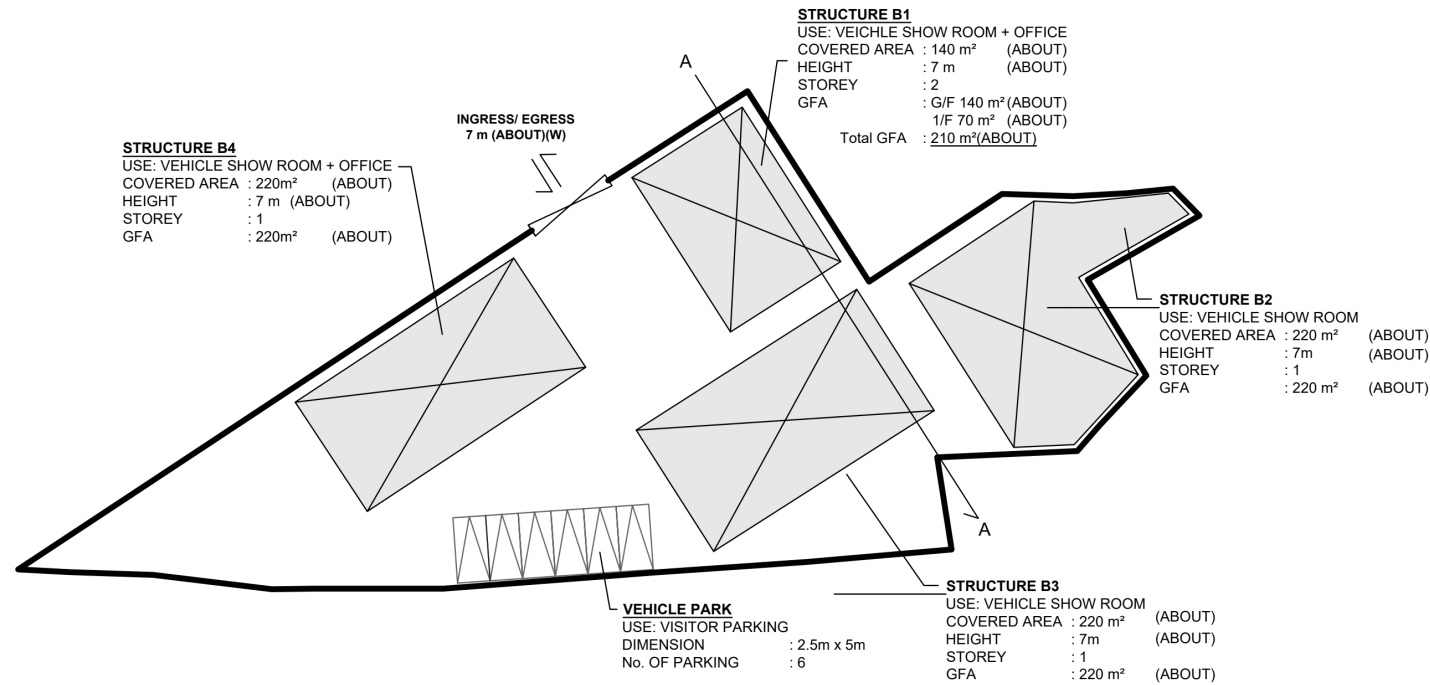 STRUCTURE B1
USE: VEICHLE SHOW ROOM + OFFICE
COVERED AREA : 140 m² (ABOUT)
HEIGHT : 7 m (ABOUT)
STOREY : 2
GFA : G/F 140 m² (ABOUT)
1/F 70 m² (ABOUT)
Total GFA : 210 m²(ABOUT)
A
INGRESS/ EGRESS
7 m (ABOUT)(W)
STRUCTURE B4
USE: VEHICLE SHOW ROOM + OFFICE
COVERED AREA : 220m² (ABOUT)
HEIGHT : 7 m (ABOUT)
STOREY : 1
GFA : 220m² (ABOUT)
STRUCTURE B2
USE: VEHICLE SHOW ROOM
COVERED AREA : 220 m² (ABOUT)
HEIGHT : 7m (ABOUT)
STOREY : 1
GFA : 220 m² (ABOUT)
A
STRUCTURE B3
USE: VEHICLE SHOW ROOM
COVERED AREA : 220 m² (ABOUT)
HEIGHT : 7m (ABOUT)
STOREY : 1
GFA : 220 m² (ABOUT)
VEHICLE PARK
USE: VISITOR PARKING
DIMENSION : 2.5m x 5m
No. OF PARKING : 6